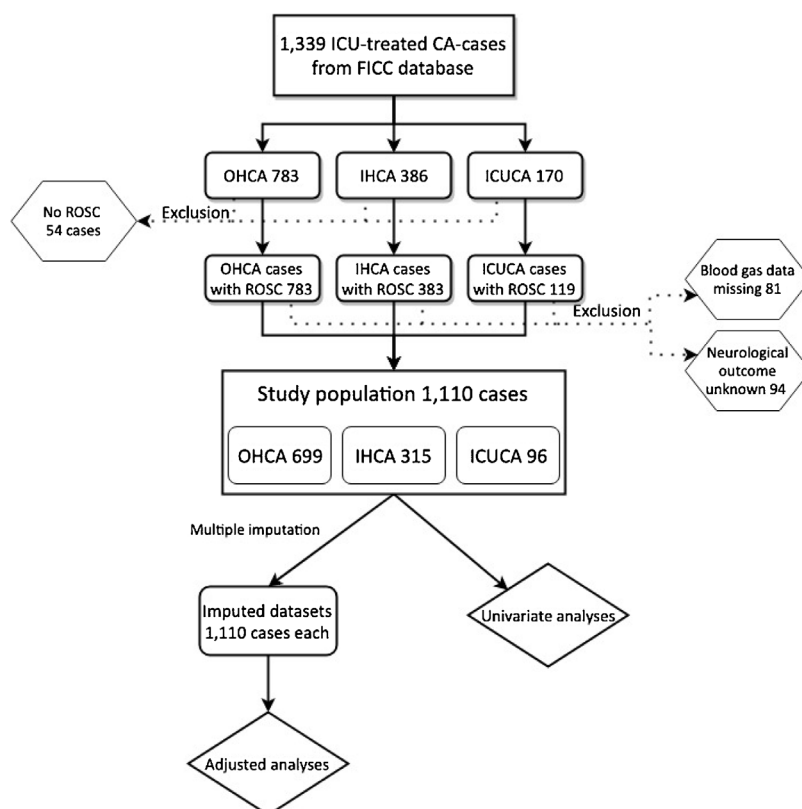 1,339 ICU-treated CA-cases
from FICC database
OHCA 783
IHCA 386
ICUCA 170
No ROSC
54 cases
Exclusion
OHCA cases
with ROSC 783
IHCA cases
with ROSC 383
ICUCA cases
with ROSC 119
Exclusion
Blood gas data
missing 81
Neurological
outcome
unknown 94
Study population 1,110 cases
OHCA 699
IHCA 315
ICUCA 96
Multiple imputation
Imputed datasets
1,110 cases each
Univariate analyses
Adjusted analyses